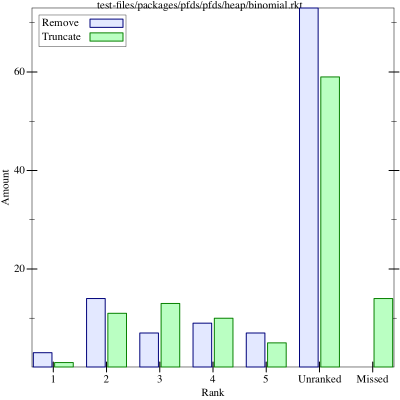 test-files/packages/pfds/pfds/heap/binomial.rkt
Remove
Truncate
60
40
20
Amount
1 2 3 4 5 Unranked Missed
Rank